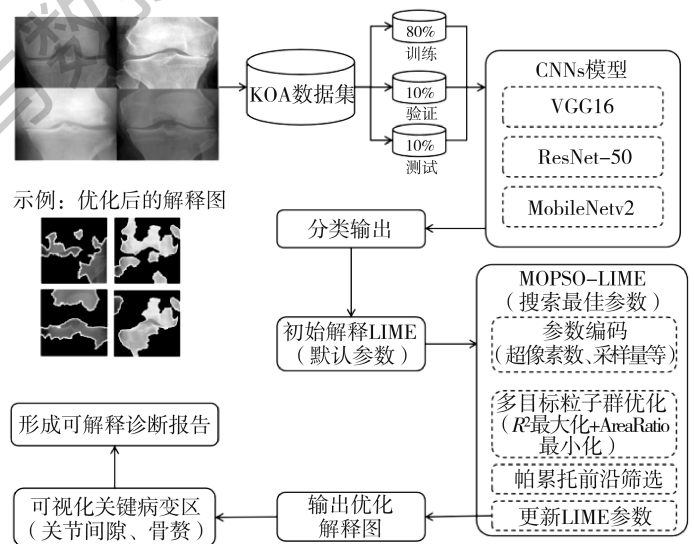 与数
KOA数据集
80%
训练
10%
验证
10%
测试
CNNs模型
VGG16
ResNet-50
MobileNetv2
示例：优化后的解释图
分类输出
初始解释LIME
（默认参数）
MOPSO-LIME
（搜索最佳参数）
参数编码
（超像素数、采样量等）
多目标粒子群优化
（R²最大化+AreaRatio
最小化）
帕累托前沿筛选
更新LIME参数
输出优化
解释图
可视化关键病变区
（关节间隙、骨赘）
形成可解释诊断报告